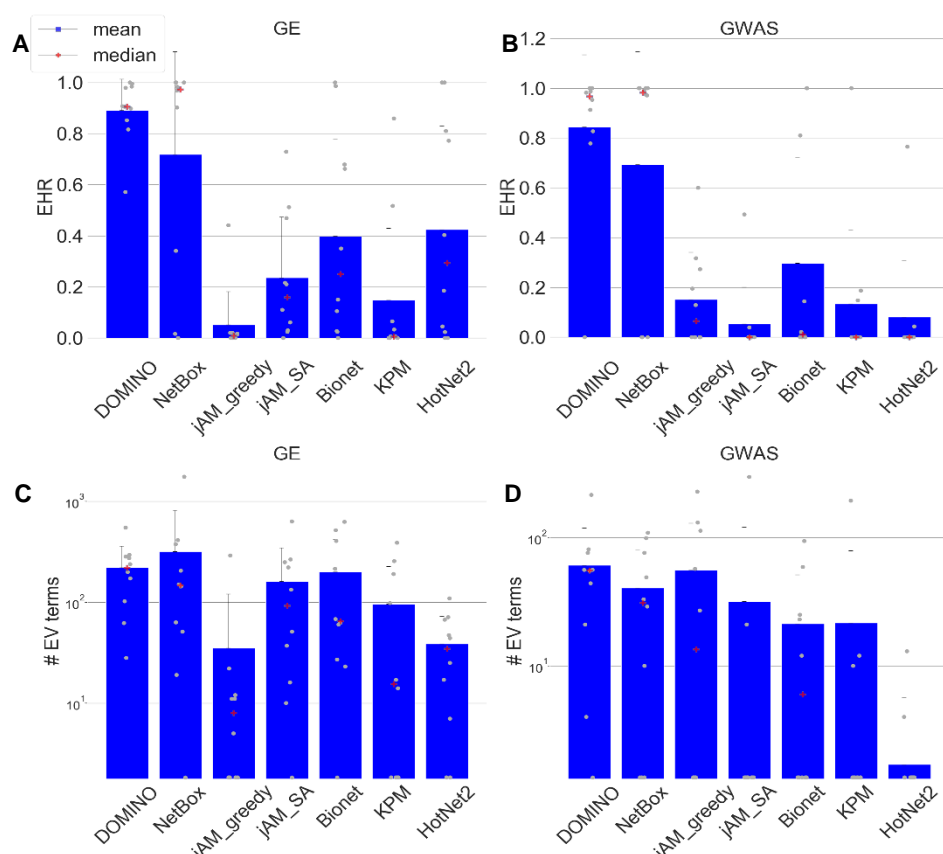 A
mean
median
GE
EHR
1.0
0.8
0.6
0.4
0.2
0.0
DOMINO
NetBox
jAM_greedy
jAM_SA
Bionet
KPM
HotNet2
B
GWAS
EHR
1.2
1.0
0.8
0.6
0.4
0.2
0.0
DOMINO
NetBox
jAM_greedy
jAM_SA
Bionet
KPM
HotNet2
C
GE
# EV terms
10³
10²
10¹
DOMINO
NetBox
jAM_greedy
jAM_SA
Bionet
KPM
HotNet2
D
GWAS
# EV terms
10²
10¹
DOMINO
NetBox
jAM_greedy
jAM_SA
Bionet
KPM
HotNet2